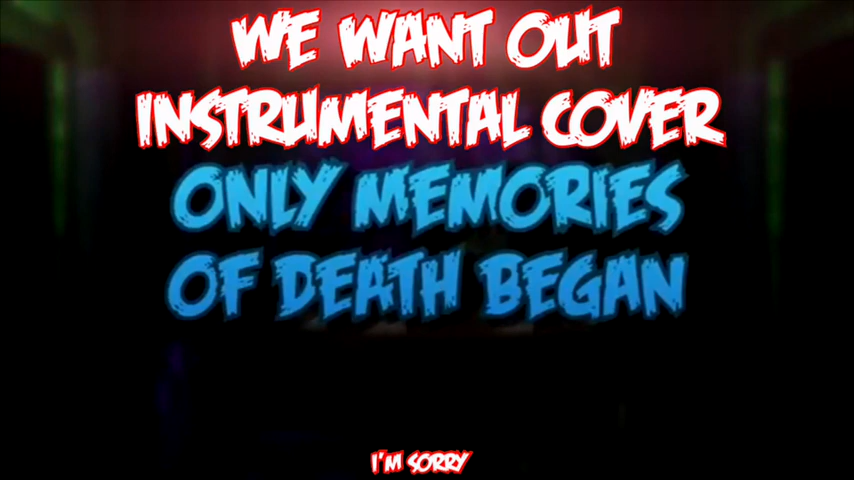 WE WANT OUT
INSTRUMENTAL COVER
ONLY MEMORIES
OF DEATH BEGAN
I'M SORRY